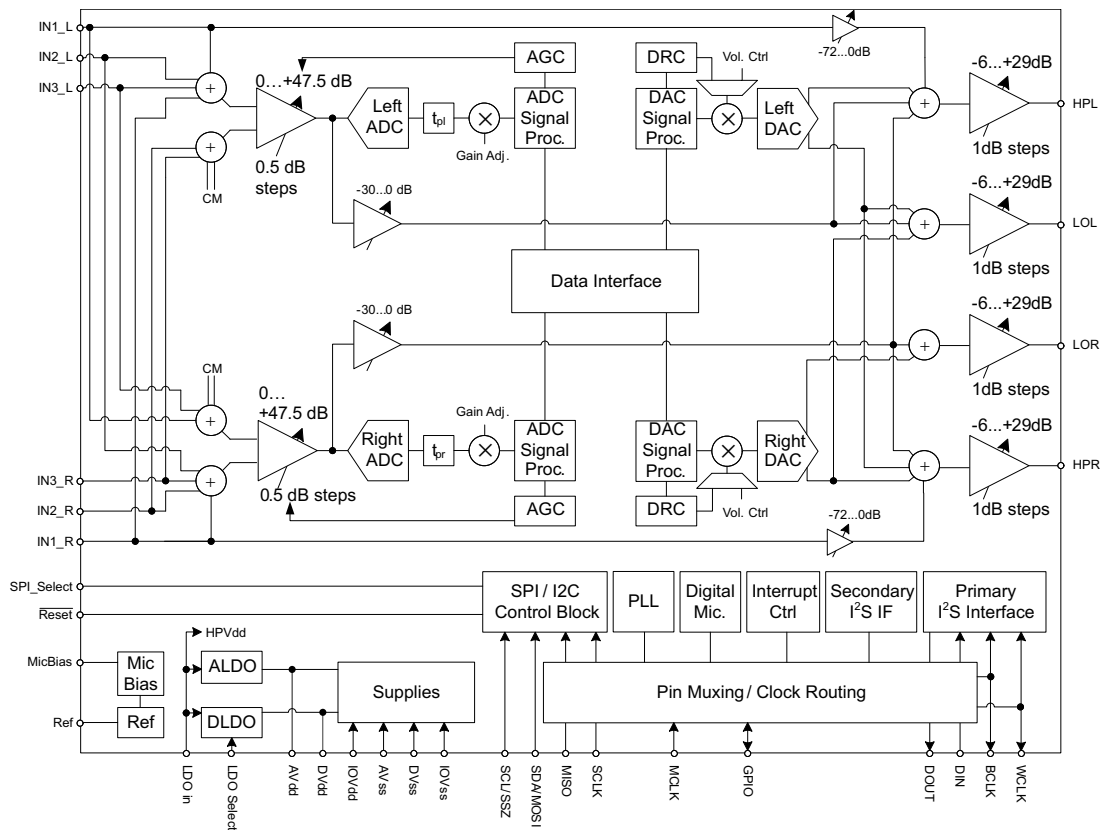 IN1_L
-72...0dB
IN2_L
IN3_L
0...+47.5 dB
AGC
DRC
Vol. Ctrl
-6...+29dB
+
Left
ADC
tpl
×
Gain Adj.
ADC
Signal
Proc.
DAC
Signal
Proc.
×
Left
DAC
+
HPL
1dB steps
+
CM
0.5 dB
steps
-30...0 dB
-6...+29dB
+
LOL
1dB steps
Data Interface
-30...0 dB
-6...+29dB
+
LOR
1dB steps
CM
+
0...
+47.5 dB
Right
ADC
tpr
Gain Adj.
×
ADC
Signal
Proc.
DAC
Signal
Proc.
×
Right
DAC
-6...+29dB
+
HPR
1dB steps
IN3_R
+
0.5 dB steps
IN2_R
AGC
DRC
Vol. Ctrl
IN1_R
-72...0dB
SPI_Select
Reset
SPI / I2C
Control Block
PLL
Digital
Mic.
Interrupt
Ctrl
Secondary
I2S IF
Primary
I2S Interface
HPVdd
MicBias
Mic
Bias
ALDO
Supplies
Pin Muxing / Clock Routing
Ref
Ref
DLDO
LDO in
LDO Select
AVdd
DVdd
IOVdd
AVss
DVss
IOVss
SCL/SSZ
SDA/MOSI
MISO
SCLK
MCLK
GPIO
DOUT
DIN
BCLK
WCLK